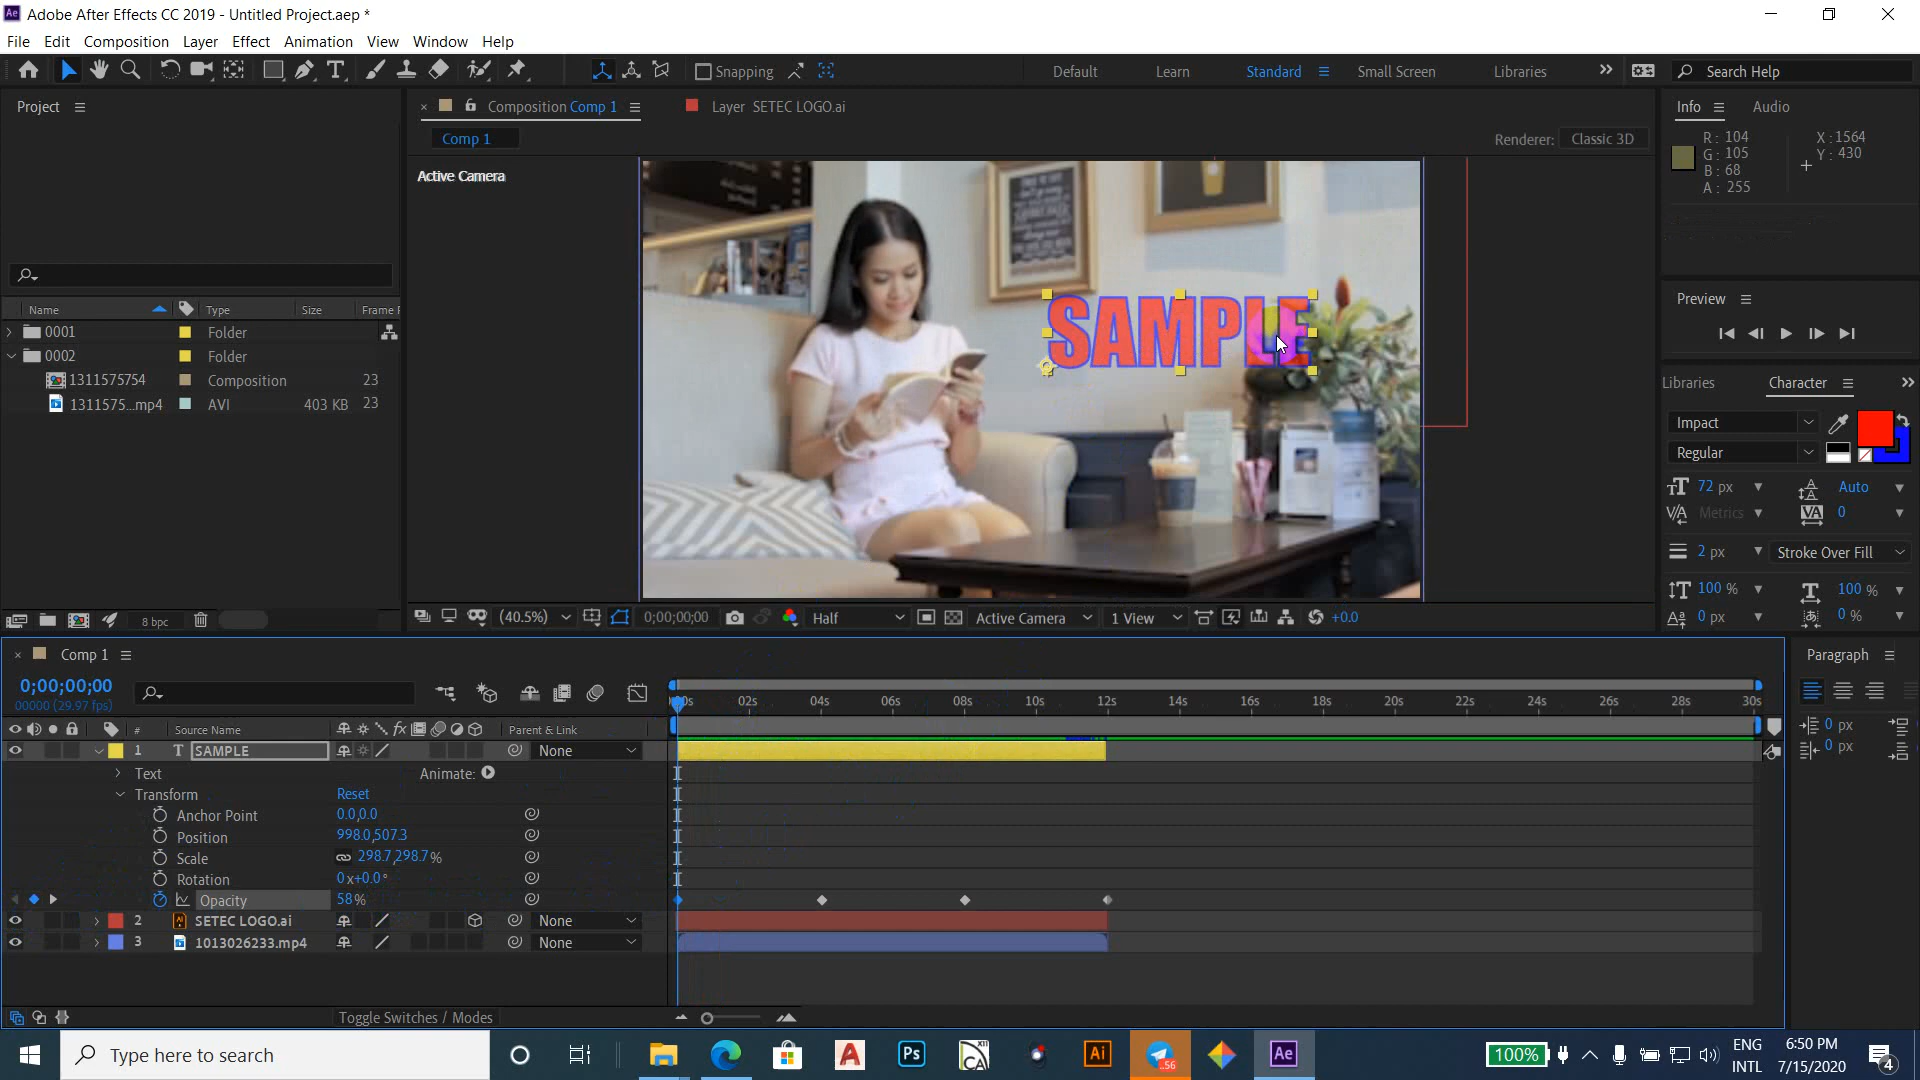 Adobe After Effects CC 2019 - Untitled Project.aep *
File Edit Composition Layer Effect Animation View Window Help
Snapping Default Learn Standard Small Screen Libraries Search Help
Project
Composition Comp 1
Layer SETEC LOGO.ai
Info Audio
Comp 1
Renderer: Classic 3D
R: 104
G: 105
B: 68
A: 255
X: 1564
Y: 430
Active Camera
SAMPLE
Name Type Size Frame
0001 Folder
0002 Folder
1311575754 Composition 23
1311575...mp4 AVI 403 KB 23
Preview
Libraries Character
Impact
Regular
72 px Auto
Metrics 0
2 px Stroke Over Fill
100 % 100 %
0 px 0 %
8 bpc
(40.5%) 0;00;00;00 Half Active Camera 1 View +0.0
Comp 1
Paragraph
0;00;00;00
00000 (29.97 fps)
00s 02s 04s 06s 08s 10s 12s 14s 16s 18s 20s 22s 24s 26s 28s 30s
# Source Name Parent & Link
1 T SAMPLE None
Text Animate:
Transform Reset
Anchor Point 0.0,0.0
Position 998.0,507.3
Scale 298.7,298.7%
Rotation 0x+0.0°
Opacity 58%
2 SETEC LOGO.ai None
3 1013026233.mp4 None
0 px
0 px
Toggle Switches / Modes
Type here to search
100%
ENG
INTL
6:50 PM
7/15/2020
4